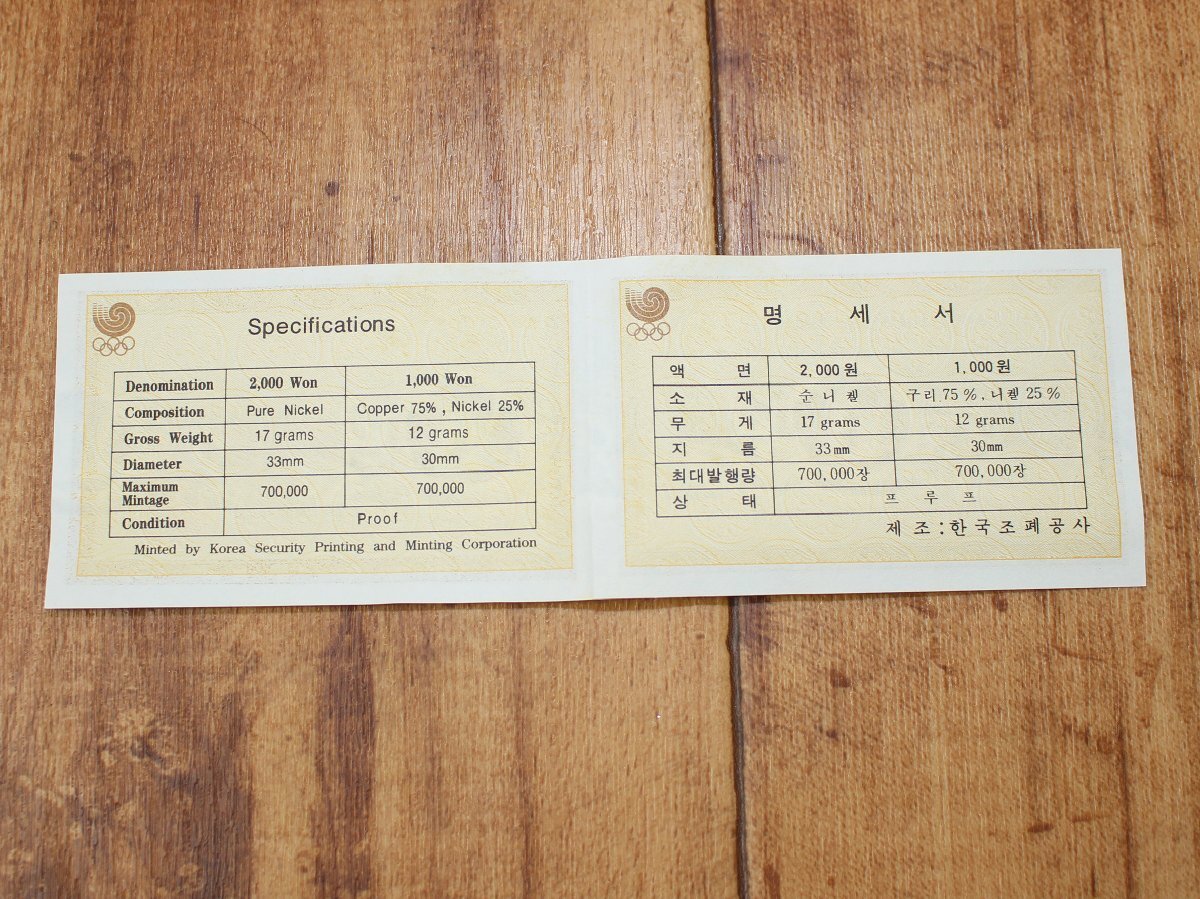 Specifications
Denomination 2,000 Won 1,000 Won
Composition Pure Nickel Copper 75%, Nickel 25%
Gross Weight 17 grams 12 grams
Diameter 33mm 30mm
Maximum Mintage 700,000 700,000
Condition Proof
Minted by Korea Security Printing and Minting Corporation
명 세 서
액 면 2,000원 1,000원
소 재 순니켈 구리 75%, 니켈 25%
무 게 17 grams 12 grams
지 름 33mm 30mm
최대발행량 700,000장 700,000장
상 태 프 루 프
제 조:한국조폐공사